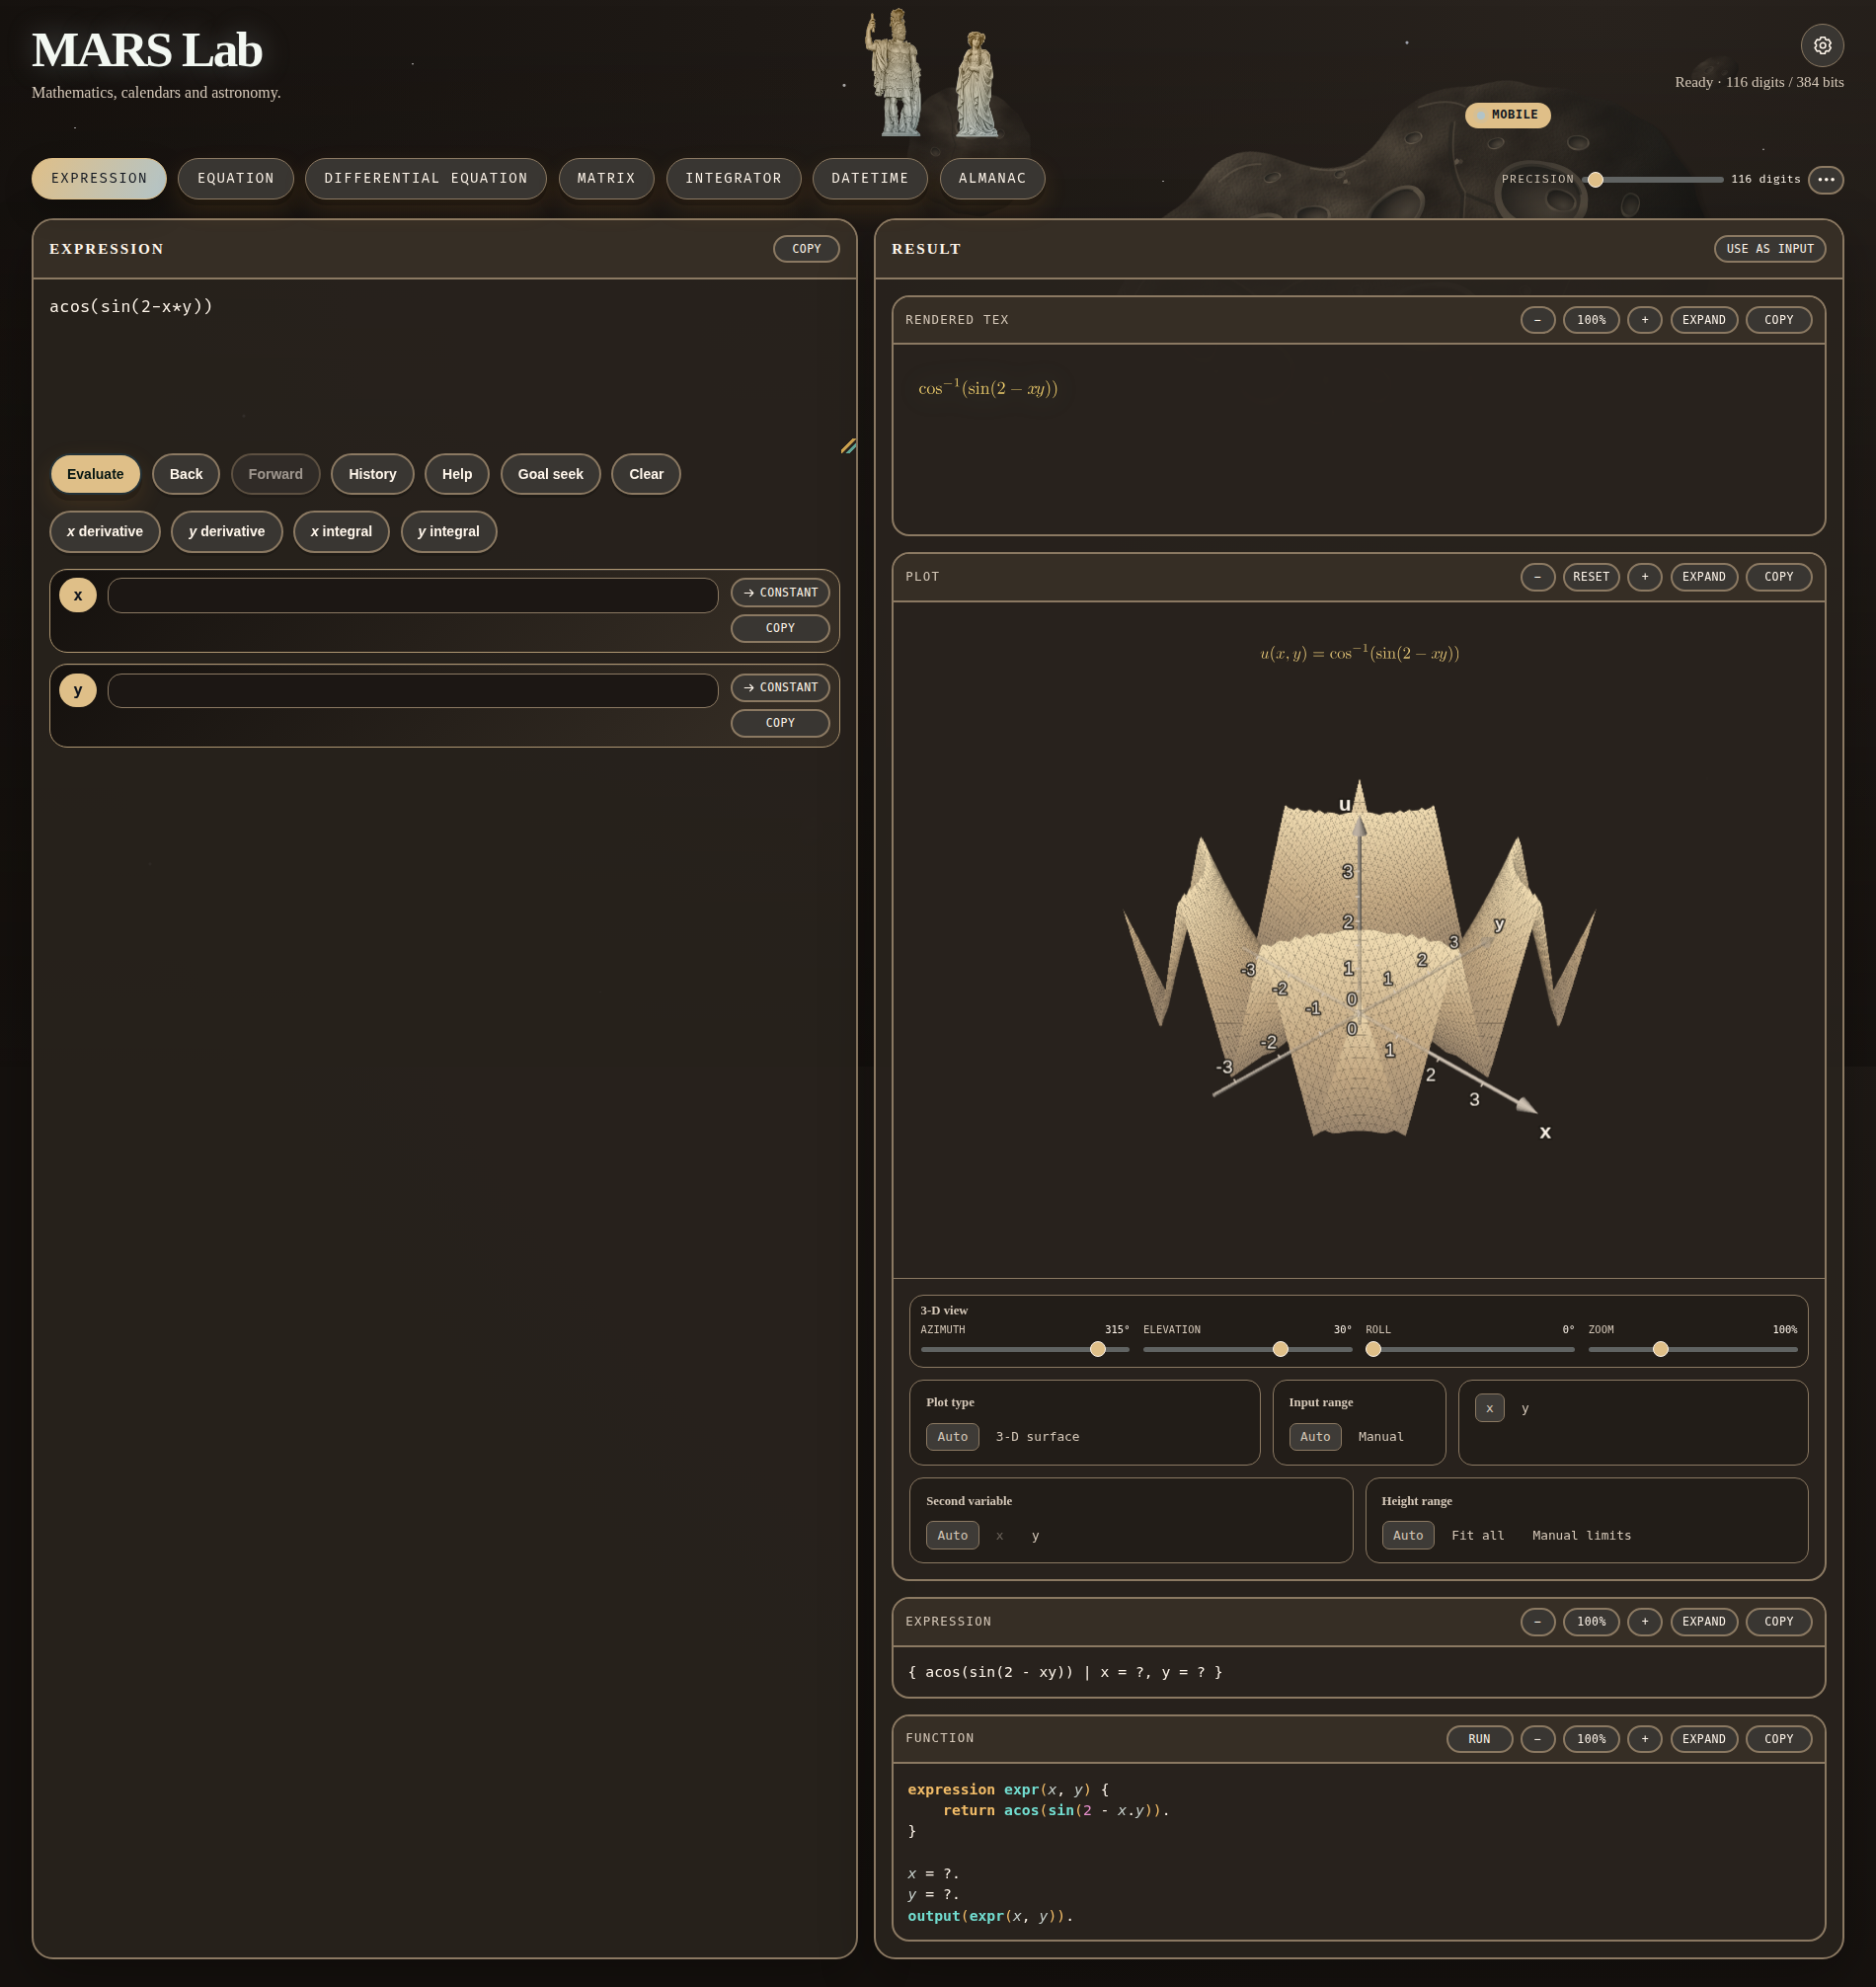 MARS Lab
Mathematics, calendars and astronomy.
Ready · 116 digits / 384 bits
MOBILE
EXPRESSION EQUATION DIFFERENTIAL EQUATION MATRIX INTEGRATOR DATETIME ALMANAC
PRECISION 116 digits
EXPRESSION COPY
acos(sin(2-x*y))
Evaluate Back Forward History Help Goal seek Clear
x derivative y derivative x integral y integral
x → CONSTANT
COPY
y → CONSTANT
COPY
RESULT USE AS INPUT
RENDERED TEX − 100% + EXPAND COPY
cos⁻¹(sin(2 − xy))
PLOT − RESET + EXPAND COPY
u(x, y) = cos⁻¹(sin(2 − xy))
u
3
2
y
3
-3 1 1 2
-2 0
-1
0
-2 1
-3 2
3
x
3-D view
AZIMUTH 315° ELEVATION 30° ROLL 0° ZOOM 100%
Plot type
Auto 3-D surface
Input range
Auto Manual
x y
Second variable
Auto x y
Height range
Auto Fit all Manual limits
EXPRESSION − 100% + EXPAND COPY
{ acos(sin(2 - xy)) | x = ?, y = ? }
FUNCTION RUN − 100% + EXPAND COPY
expression expr(x, y) {
    return acos(sin(2 - x.y)).
}
x = ?.
y = ?.
output(expr(x, y)).